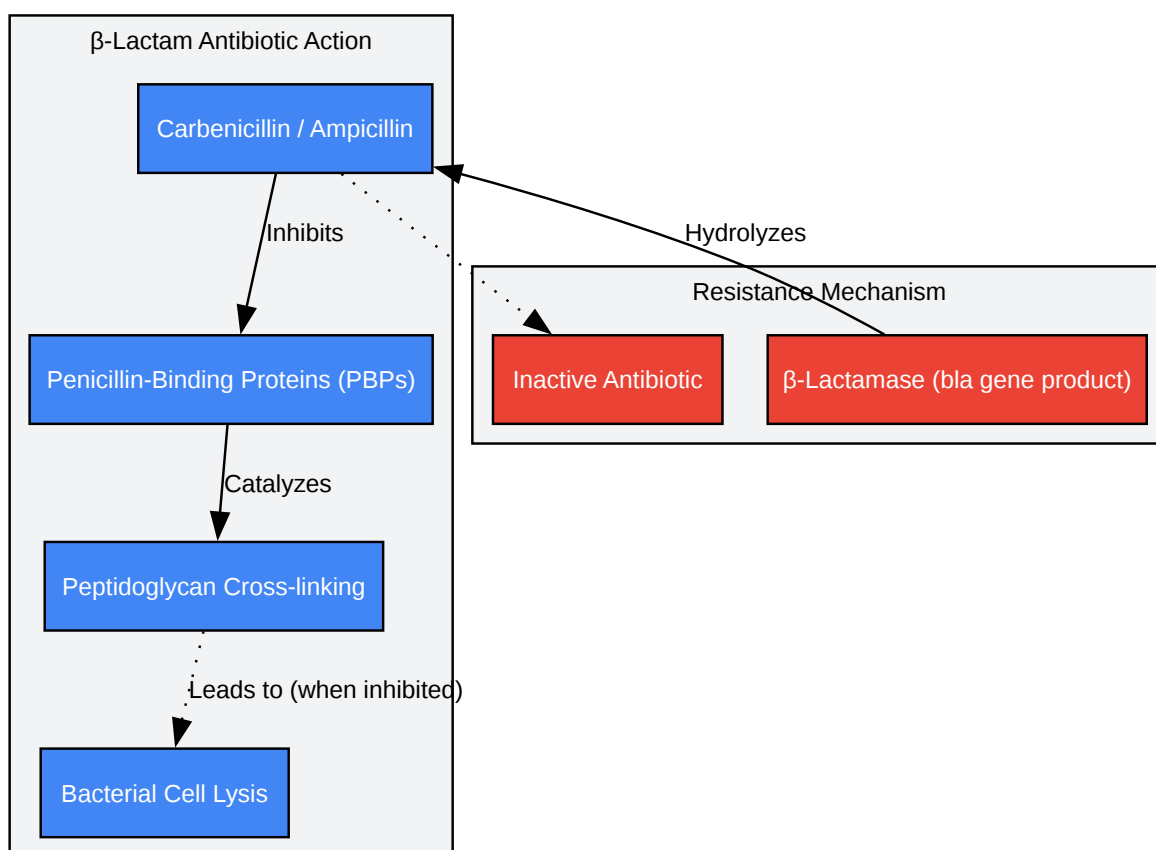 β-Lactam Antibiotic Action
Carbenicillin / Ampicillin
Inhibits
Hydrolyzes
Resistance Mechanism
Penicillin-Binding Proteins (PBPs)
Inactive Antibiotic
β-Lactamase (bla gene product)
Catalyzes
Peptidoglycan Cross-linking
Leads to (when inhibited)
Bacterial Cell Lysis